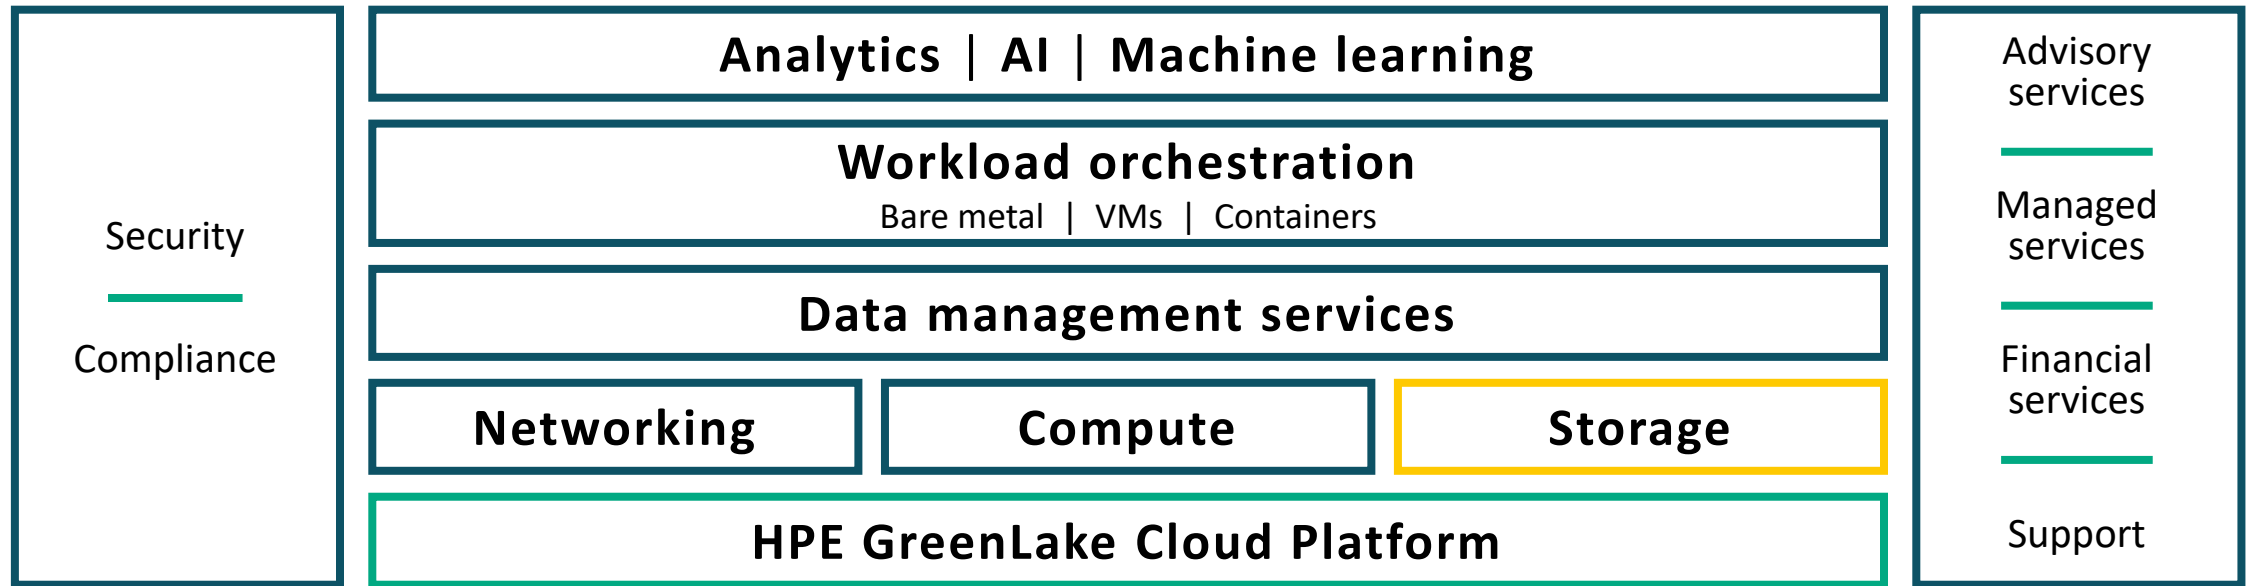 Security
Compliance
Analytics | AI | Machine learning
Workload orchestration
Bare metal | VMs | Containers
Data management services
Networking
Compute
Storage
HPE GreenLake Cloud Platform
Advisory
services
Managed
services
Financial
services
Support